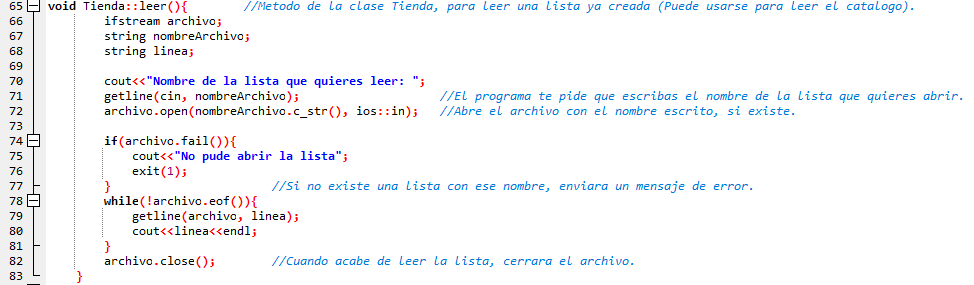 65 void Tienda::leer(){ //Metodo de la clase Tienda, para leer una lista ya creada (Puede usarse para leer el catalogo).
66 ifstream archivo;
67 string nombreArchivo;
68 string linea;
69
70 cout<<"Nombre de la lista que quieres leer: ";
71 getline(cin, nombreArchivo); //El programa te pide que escribas el nombre de la lista que quieres abrir.
72 archivo.open(nombreArchivo.c_str(), ios::in); //Abre el archivo con el nombre escrito, si existe.
73
74 if(archivo.fail()){
75 cout<<"No pude abrir la lista";
76 exit(1);
77 } //Si no existe una lista con ese nombre, enviara un mensaje de error.
78 while(!archivo.eof()){
79 getline(archivo, linea);
80 cout<<linea<<endl;
81 }
82 archivo.close(); //Cuando acabe de leer la lista, cerrara el archivo.
83 }